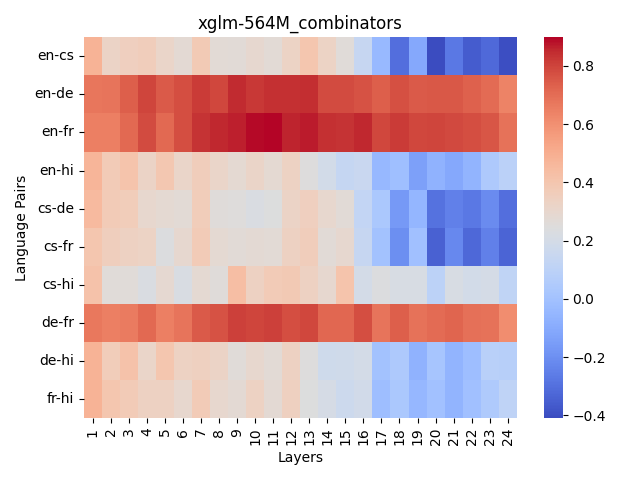 xglm-564M_combinators
Language Pairs
en-cs
en-de
en-fr
en-hi
cs-de
cs-fr
cs-hi
de-fr
de-hi
fr-hi
1 2 3 4 5 6 7 8 9 10 11 12 13 14 15 16 17 18 19 20 21 22 23 24
Layers
0.8
0.6
0.4
0.2
0.0
−0.2
−0.4